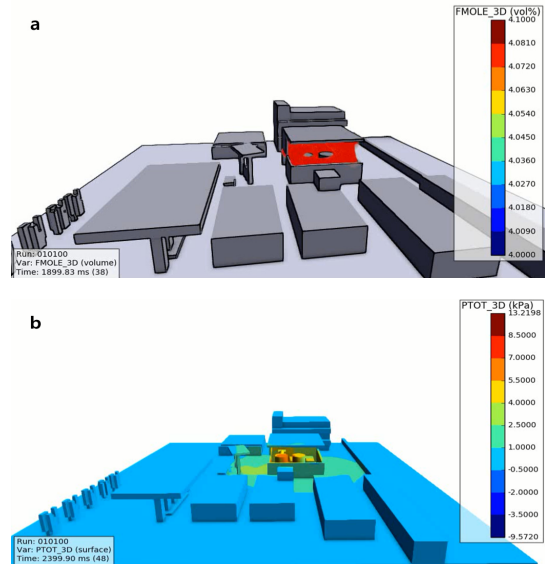 a
FMOLE_3D (vol%)
4.1000
4.0810
4.0720
4.0630
4.0540
4.0450
4.0360
4.0270
4.0180
4.0090
4.0000
Run: 010100
Var: FMOLE_3D (volume)
Time: 1899.83 ms (38)
b
PTOT_3D (kPa)
13.2198
8.5000
7.0000
5.5000
4.0000
2.5000
1.0000
-0.5000
-2.0000
-3.5000
-9.5720
Run: 010100
Var: PTOT_3D (surface)
Time: 2399.90 ms (48)